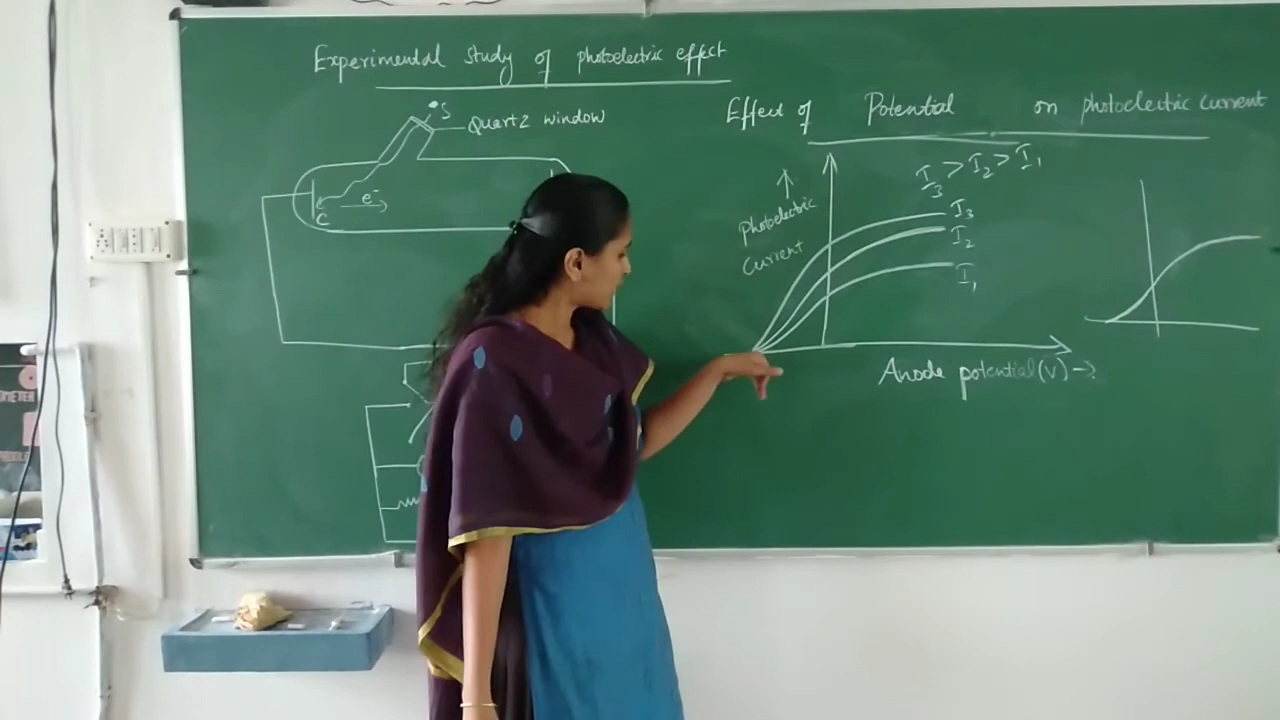 Experimental study of photoelectric effect
S
Quartz window
e⁻
C
Effect of Potential on photoelectric current
I₃ > I₂ > I₁
Photoelectric
Current
I₃
I₂
I₁
Anode potential (V) →
OMETER